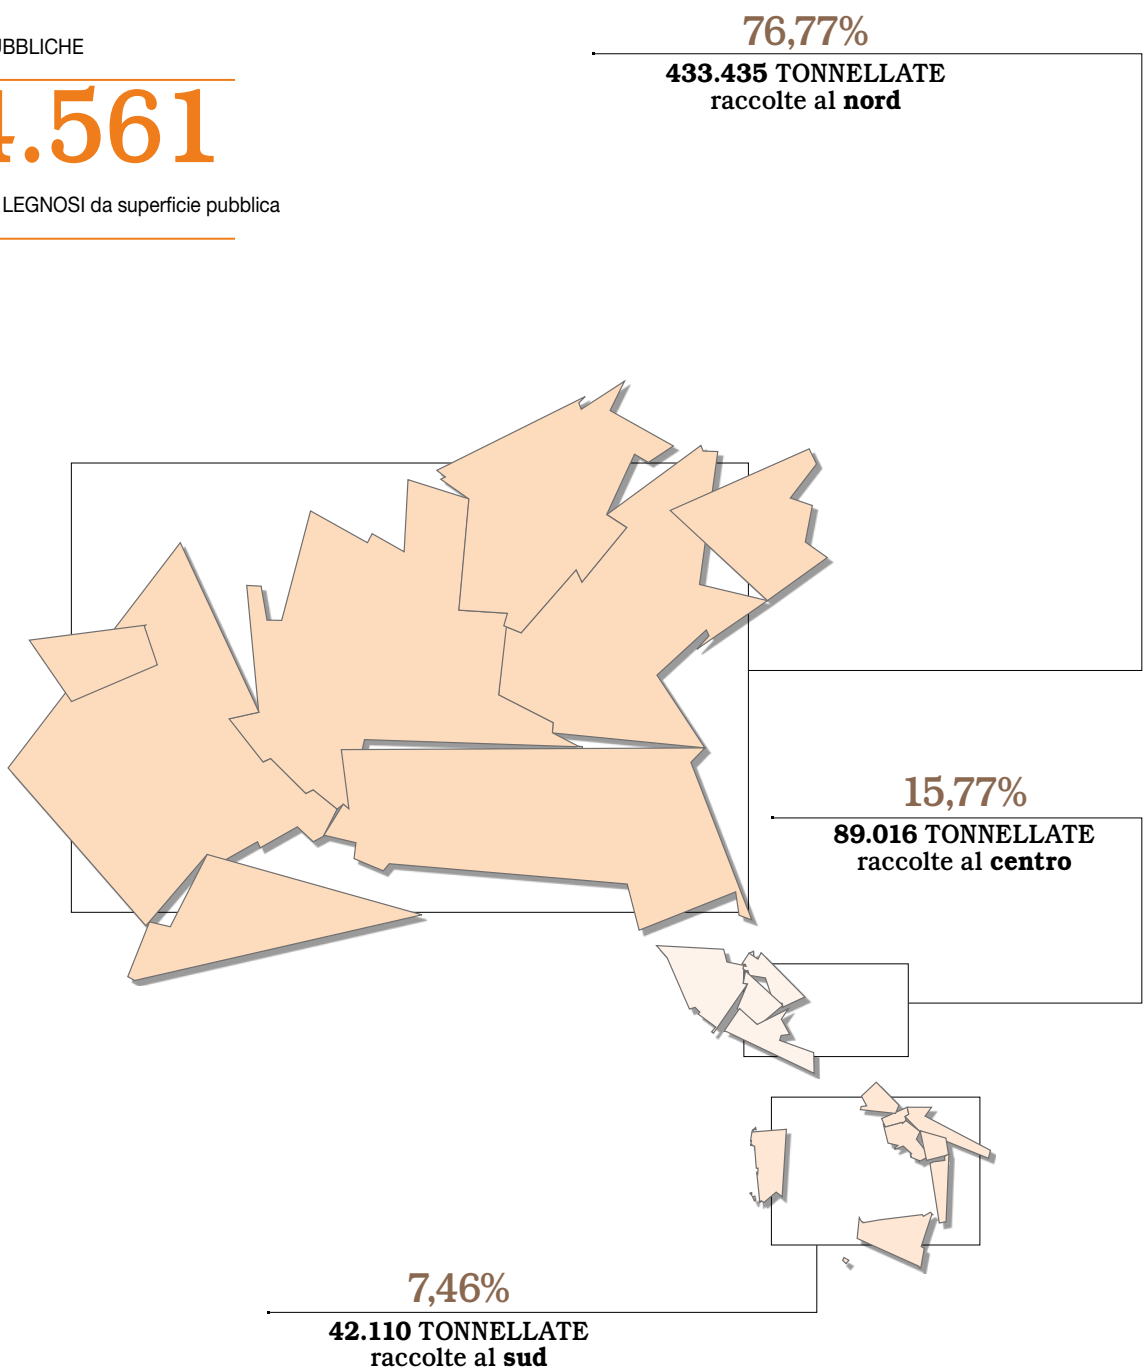 76,77%
433.435 TONNELLATE
raccolte al nord
BBLICHE
.561
LEGNOSI da superficie pubblica
15,77%
89.016 TONNELLATE
raccolte al centro
7,46%
42.110 TONNELLATE
raccolte al sud